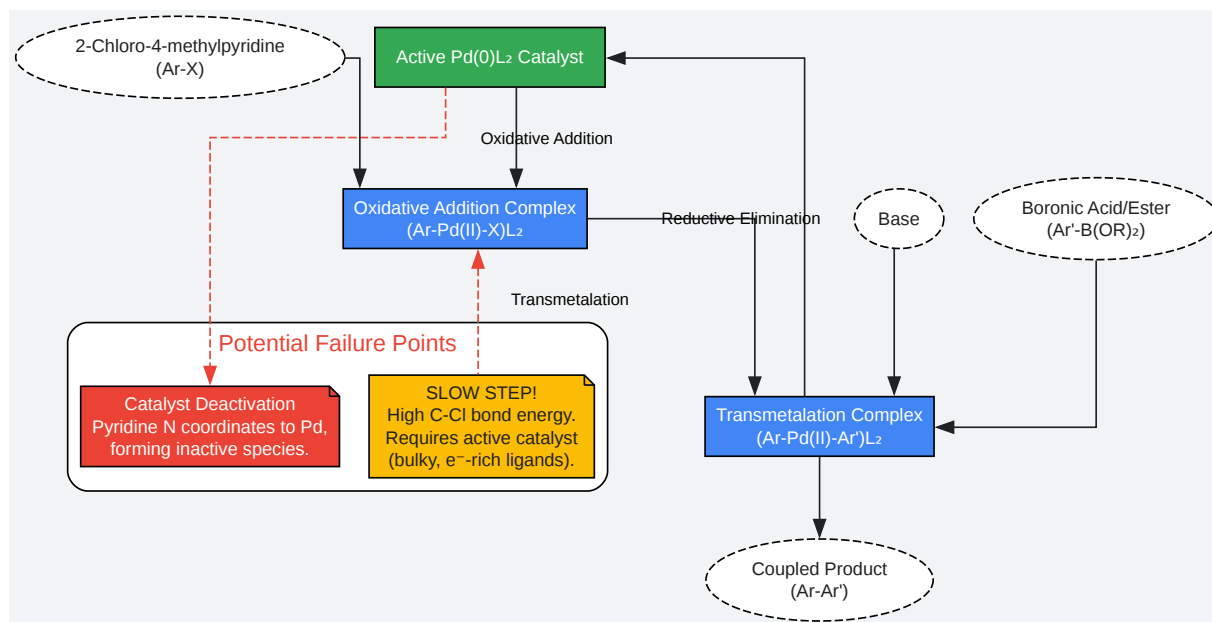 2-Chloro-4-methylpyridine
(Ar-X)
Active Pd(0)L₂ Catalyst
Oxidative Addition
Oxidative Addition Complex
(Ar-Pd(II)-X)L₂
Reductive Elimination
Base
Boronic Acid/Ester
(Ar'-B(OR)₂)
Transmetalation
Potential Failure Points
Catalyst Deactivation
Pyridine N coordinates to Pd,
forming inactive species.
SLOW STEP!
High C-Cl bond energy.
Requires active catalyst
(bulky, e⁻-rich ligands).
Transmetalation Complex
(Ar-Pd(II)-Ar')L₂
Coupled Product
(Ar-Ar')